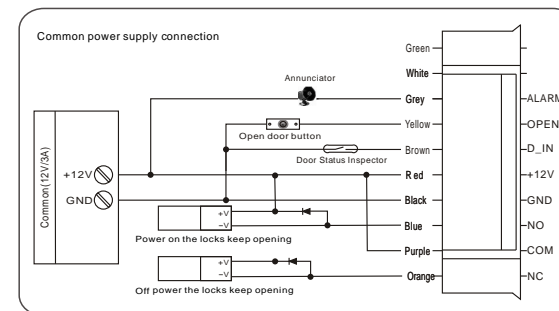 Common power supply connection
Green
White
Annunciator
Grey
ALARM
Yellow
OPEN
Open door button
Brown
D_IN
Door Status Inspector
Common(12V/3A)
+12V
Red
+12V
GND
Black
GND
+V
-V
Blue
NO
Power on the locks keep opening
Purple
COM
+V
-V
Orange
NC
Off power the locks keep opening